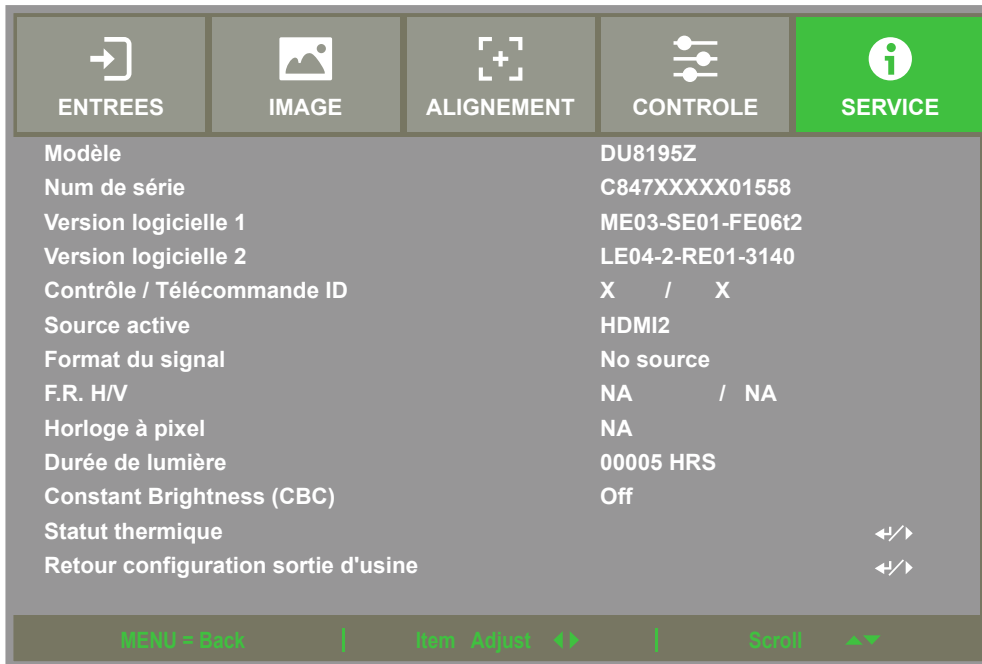 ENTREES IMAGE ALIGNEMENT CONTROLE SERVICE
Modèle DU8195Z
Num de série C847XXXXX01558
Version logicielle 1 ME03-SE01-FE06t2
Version logicielle 2 LE04-2-RE01-3140
Contrôle / Télécommande ID X / X
Source active HDMI2
Format du signal No source
F.R. H/V NA / NA
Horloge à pixel NA
Durée de lumière 00005 HRS
Constant Brightness (CBC) Off
Statut thermique
Retour configuration sortie d'usine
MENU = Back | Item Adjust | Scroll